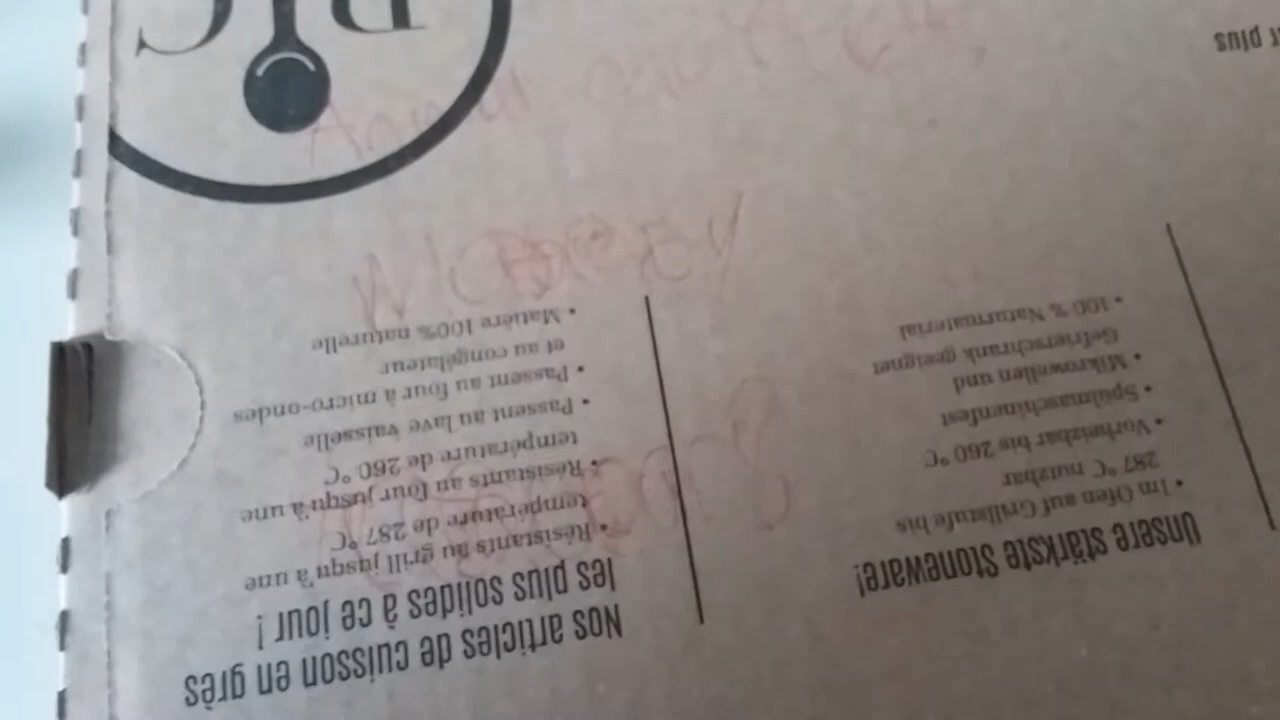 Nos articles de cuisson en grès
les plus solides à ce jour !
• Résistants au grill jusqu'à une
température de 287 °C
• Résistants au four jusqu'à une
température de 260 °C
• Passent au lave vaisselle
• Passent au four à micro-ondes
et au congélateur
• Matière 100% naturelle
Unsere stärkste Stoneware!
• Im Ofen auf Grillstufe bis
287 °C nutzbar
• Vorheizbar bis 260 °C
• Spülmaschinenfest
• Mikrowellen und
Gefrierschrank geeignet
• 100 % Naturmaterial
plus